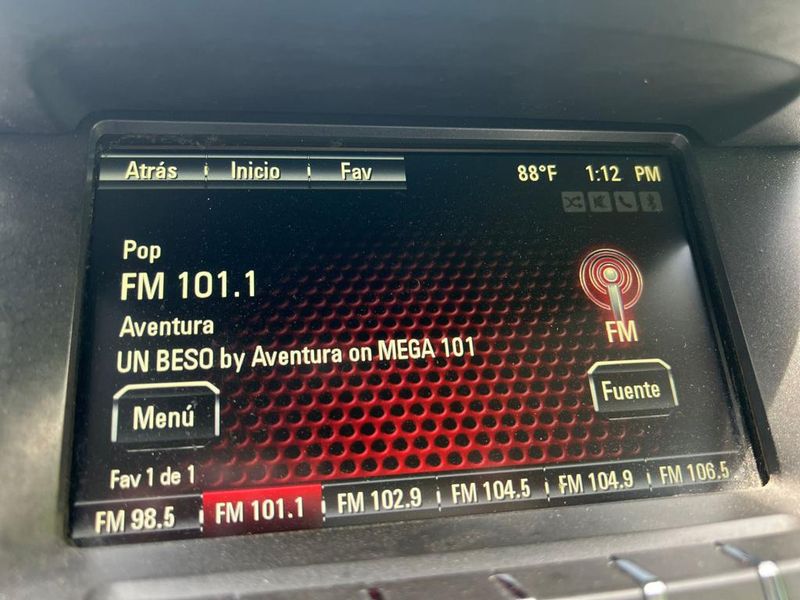 Atrás Inicio Fav 88°F 1:12 PM
Pop
FM 101.1
Aventura
UN BESO by Aventura on MEGA 101
FM
Menú
Fuente
Fav 1 de 1
FM 98.5 FM 101.1 FM 102.9 FM 104.5 FM 104.9 FM 106.5